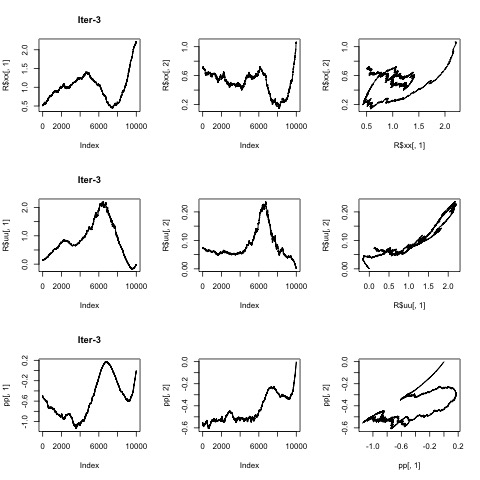 Iter-3
R$xx[, 1]
0.5 1.0 1.5 2.0
0 2000 6000 10000
Index
R$xx[, 2]
0.2 0.6 1.0
0 2000 6000 10000
Index
R$xx[, 2]
0.2 0.6 1.0
0.5 1.0 1.5 2.0
R$xx[, 1]
Iter-3
R$uu[, 1]
0.0 1.0 2.0
0 2000 6000 10000
Index
R$uu[, 2]
0.00 0.10 0.20
0 2000 6000 10000
Index
R$uu[, 2]
0.00 0.10 0.20
0.0 0.5 1.0 1.5 2.0
R$uu[, 1]
Iter-3
pp[, 1]
-1.0 -0.6 -0.2 0.2
0 2000 6000 10000
Index
pp[, 2]
-0.6 -0.4 -0.2 0.0
0 2000 6000 10000
Index
pp[, 2]
-0.6 -0.4 -0.2 0.0
-1.0 -0.6 -0.2 0.2
pp[, 1]